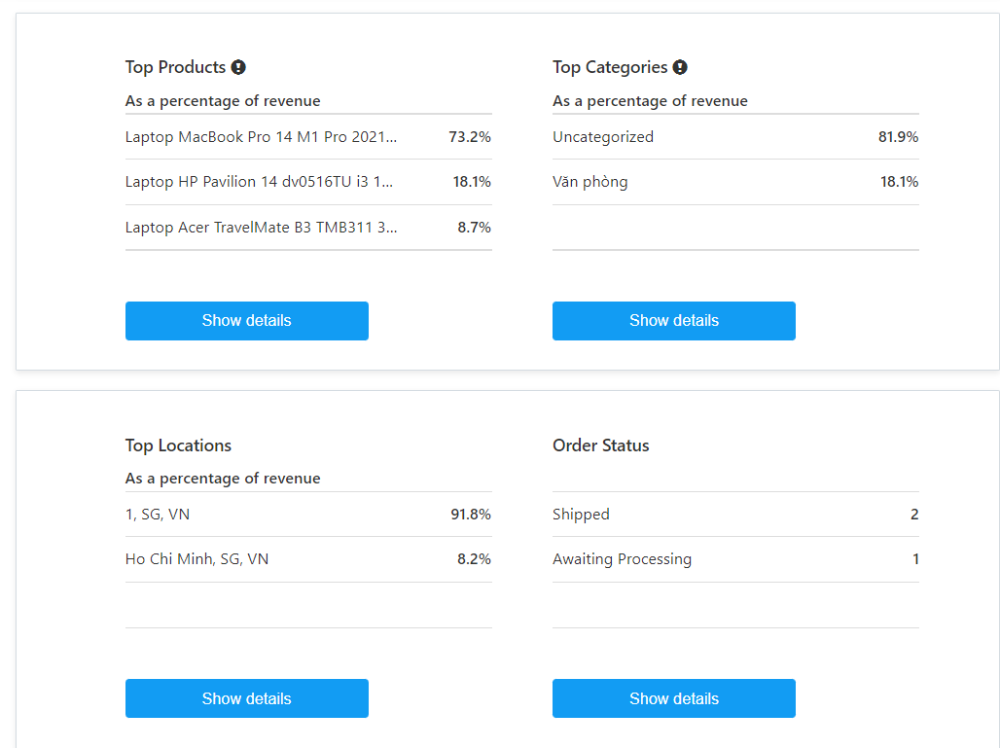 Top Products
As a percentage of revenue
Laptop MacBook Pro 14 M1 Pro 2021... 73.2%
Laptop HP Pavilion 14 dv0516TU i3 1... 18.1%
Laptop Acer TravelMate B3 TMB311 3... 8.7%
Show details
Top Categories
As a percentage of revenue
Uncategorized 81.9%
Văn phòng 18.1%
Show details
Top Locations
As a percentage of revenue
1, SG, VN 91.8%
Ho Chi Minh, SG, VN 8.2%
Show details
Order Status
Shipped 2
Awaiting Processing 1
Show details